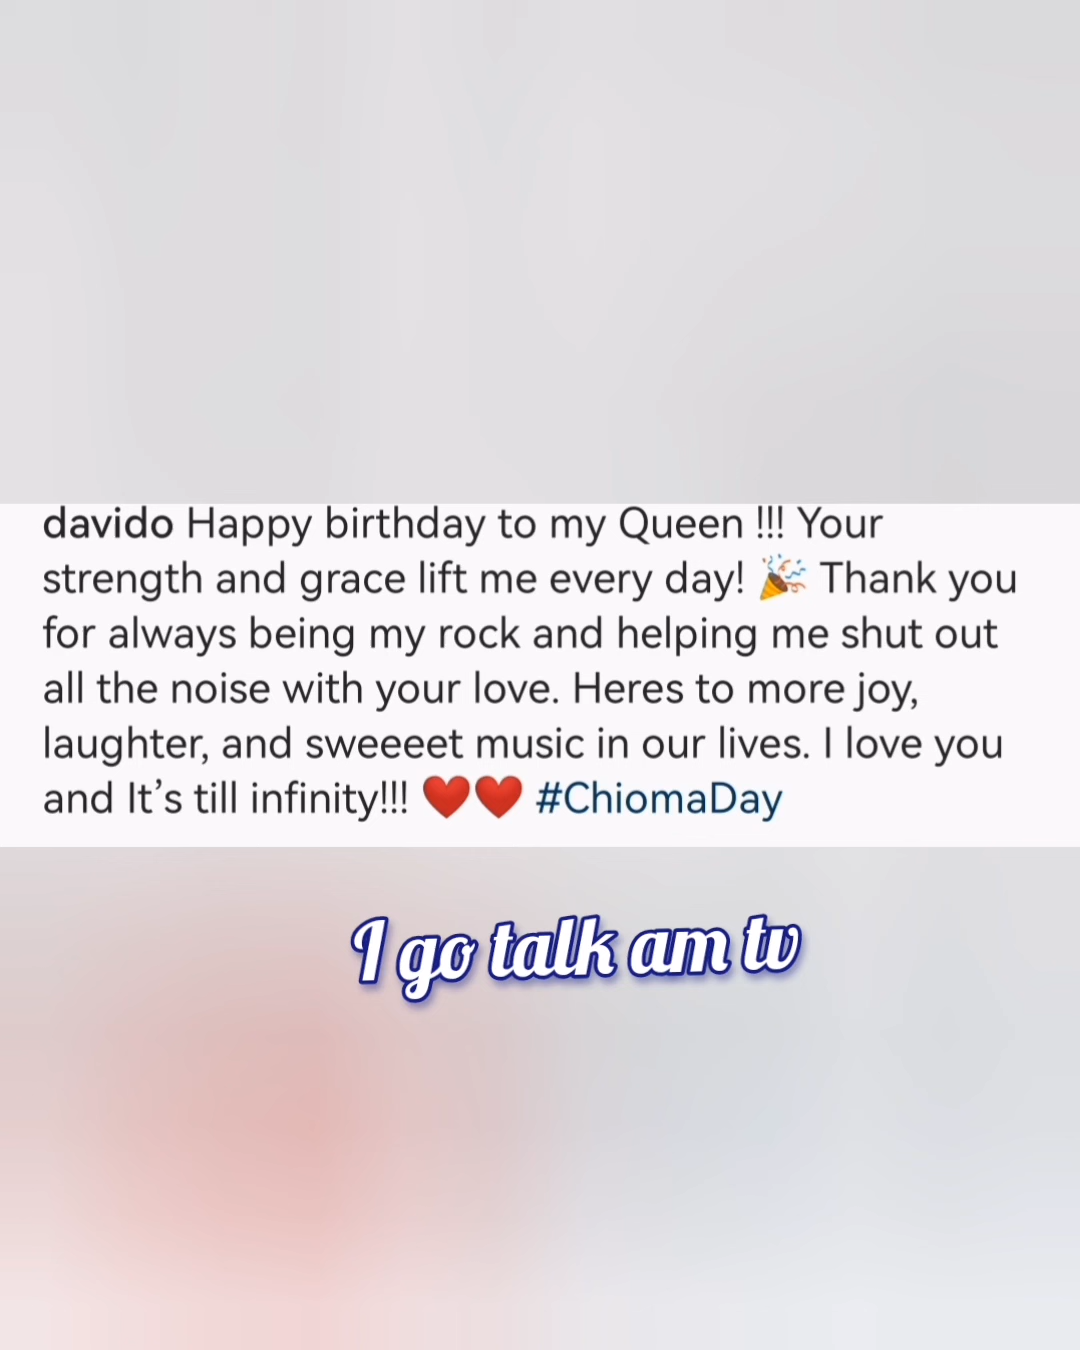 davido Happy birthday to my Queen !!! Your
strength and grace lift me every day! 🎉 Thank you
for always being my rock and helping me shut out
all the noise with your love. Heres to more joy,
laughter, and sweeeet music in our lives. I love you
and It’s till infinity!!! ❤️❤️ #ChiomaDay
I go talk am tv